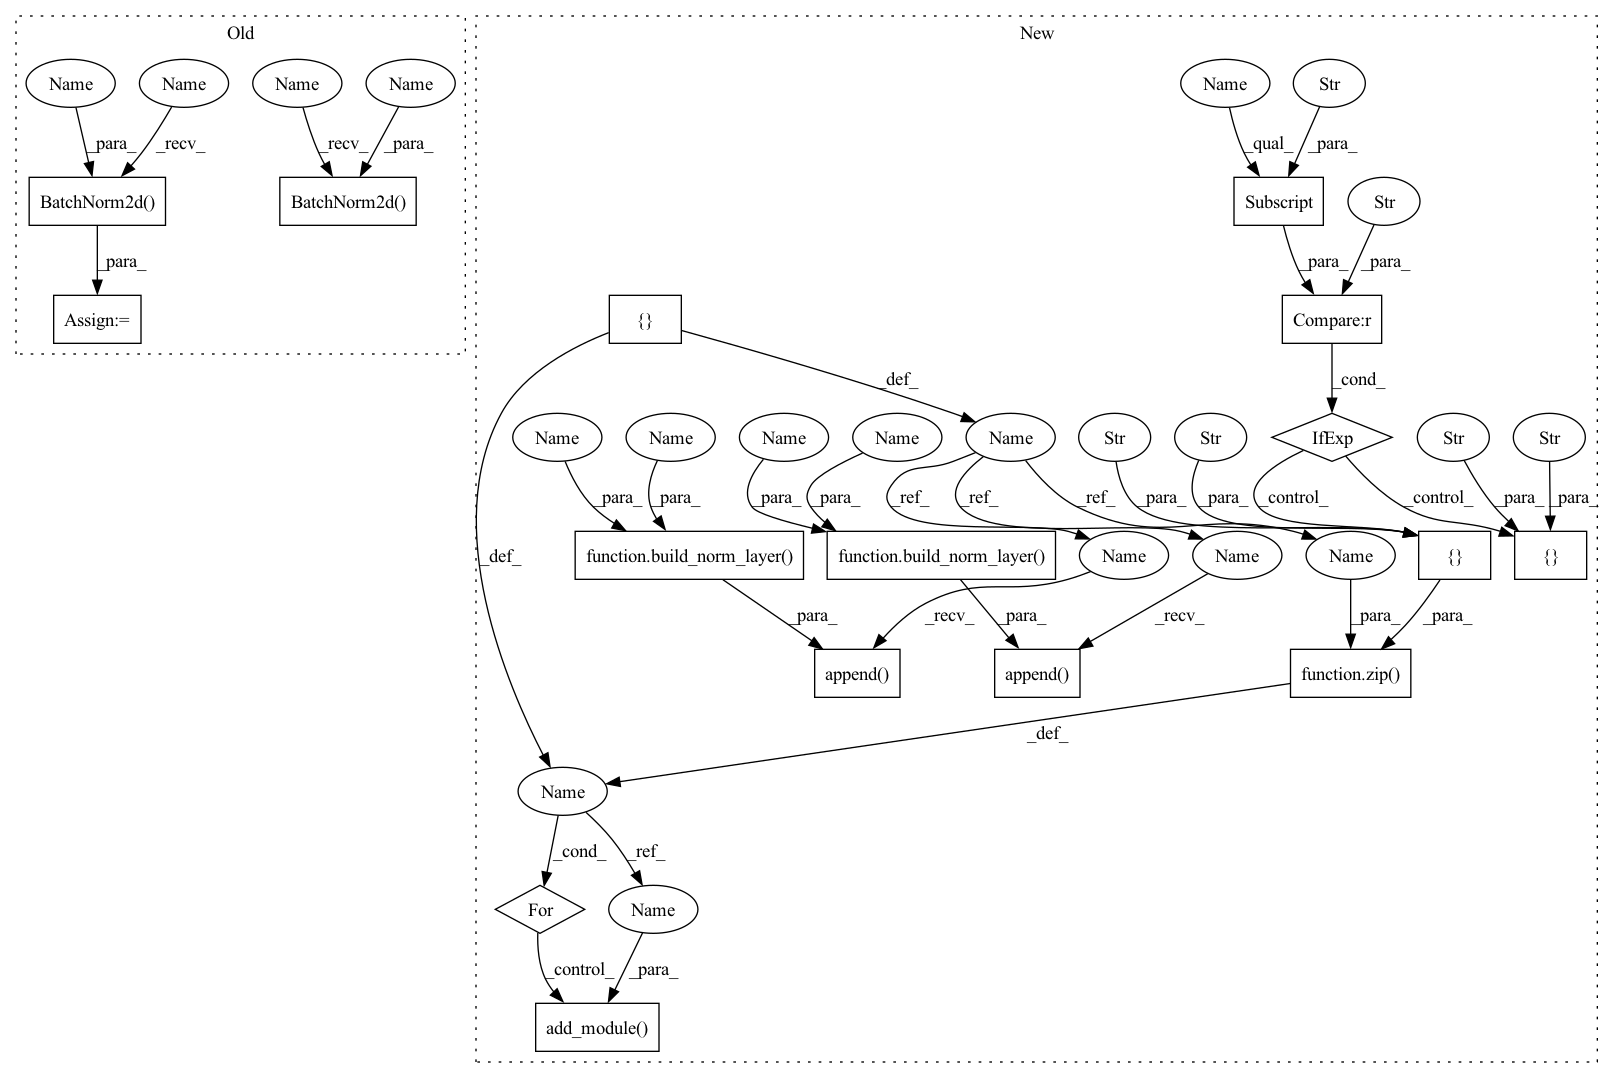 Old
New
Name
Name
Name
Name
Name
Str
_para_
_recv_
_recv_
_para_
_qual_
_para_
BatchNorm2d()
BatchNorm2d()
Subscript
Str
_para_
_para_
_para_
Assign:=
{}
Compare:r
_def_
_cond_
Name
Name
Name
Name
Name
Str
Str
IfExp
Str
Str
_para_
_para_
_para_
_para_
_ref_
_ref_
_ref_
_para_
_para_
_control_
_control_
_para_
_para_
_def_
function.build_norm_layer()
function.build_norm_layer()
Name
Name
Name
{}
{}
_para_
_recv_
_para_
_recv_
_para_
_para_
append()
append()
function.zip()
_def_
Name
_cond_
_ref_
For
Name
_control_
_para_
add_module()